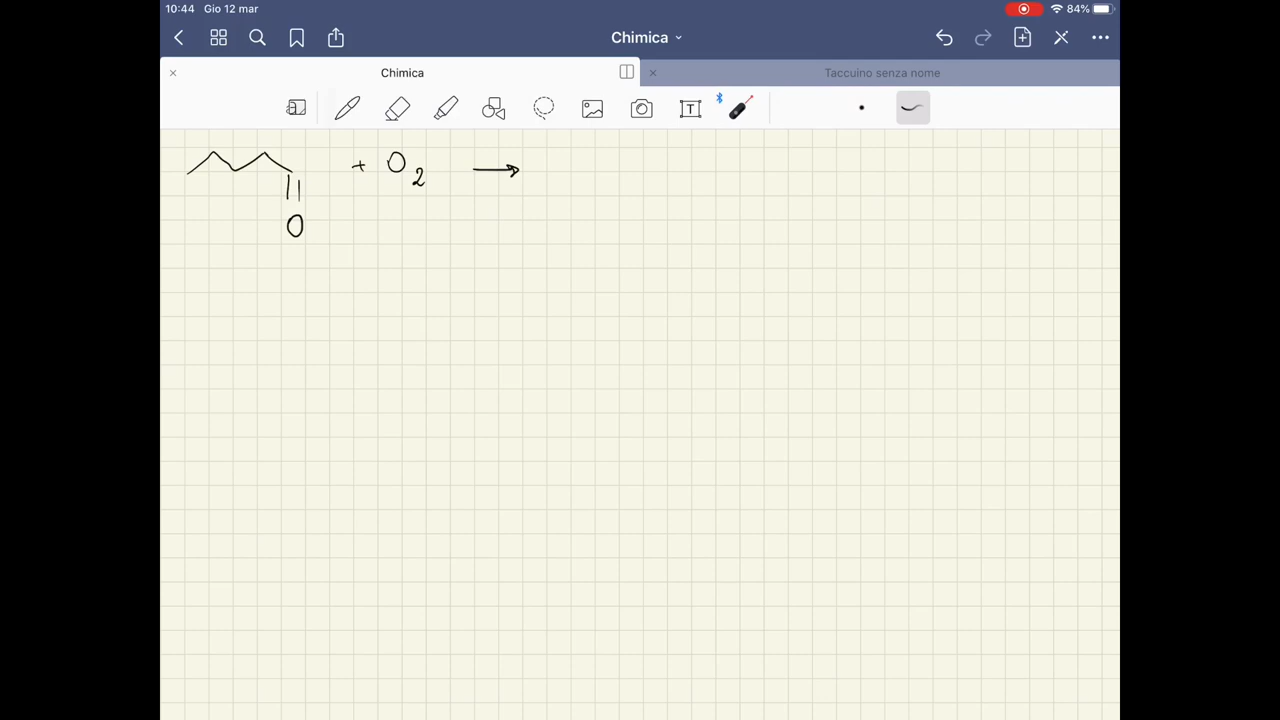 10:44 Gio 12 mar 84%
Chimica
Chimica Taccuino senza nome
T
+ O2 →
O